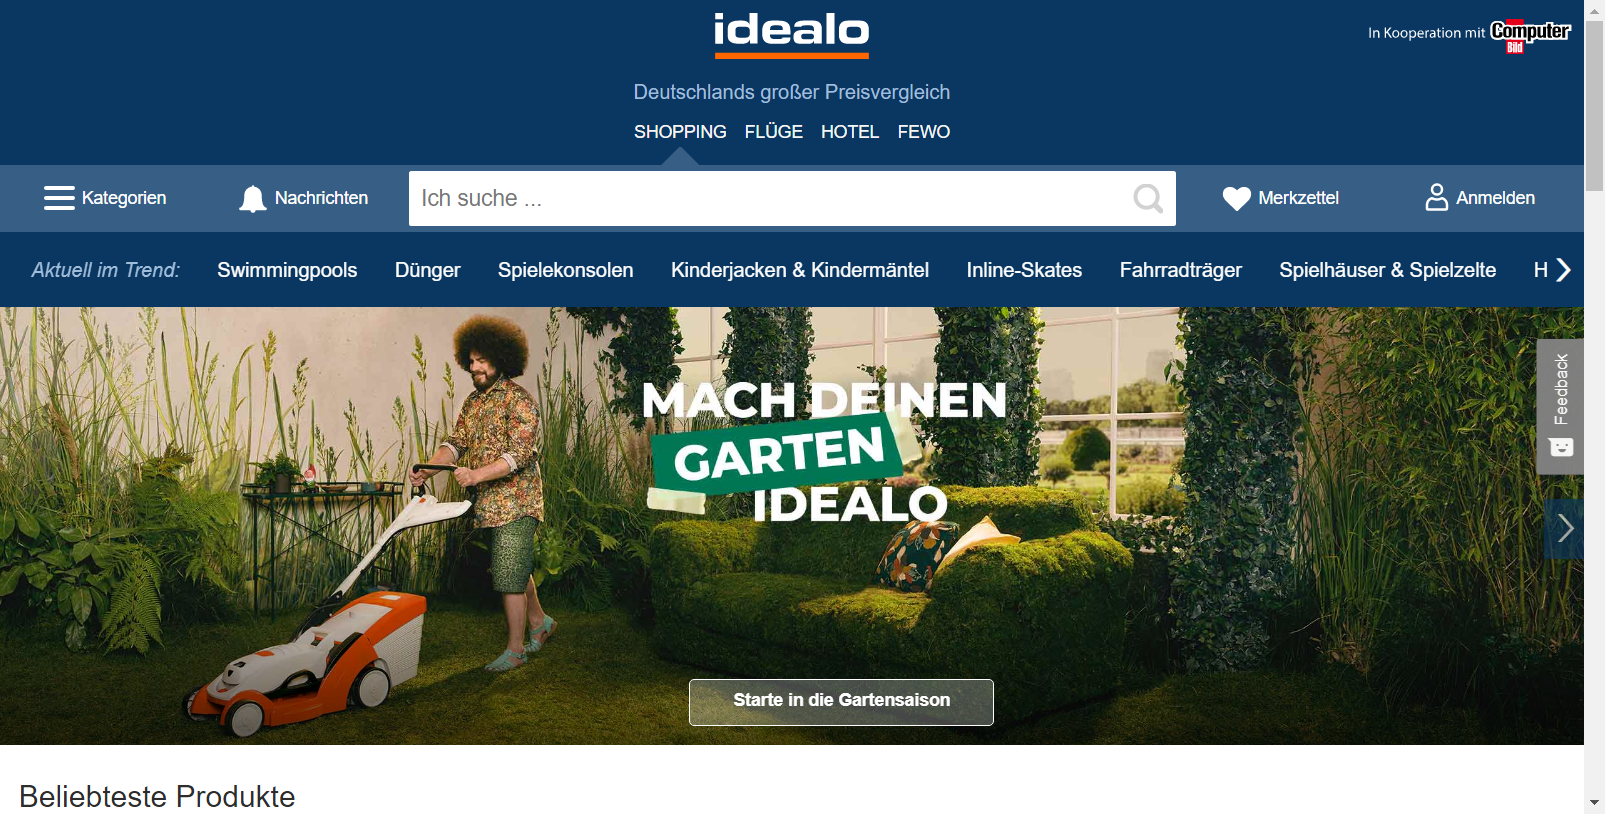 idealo
In Kooperation mit Computer Bild
Deutschlands großer Preisvergleich
SHOPPING FLÜGE HOTEL FEWO
Kategorien Nachrichten Ich suche ... Merkzettel Anmelden
Aktuell im Trend: Swimmingpools Dünger Spielekonsolen Kinderjacken & Kindermäntel Inline-Skates Fahrradträger Spielhäuser & Spielzelte H
MACH DEINEN
GARTEN
IDEALO
Feedback
Starte in die Gartensaison
Beliebteste Produkte